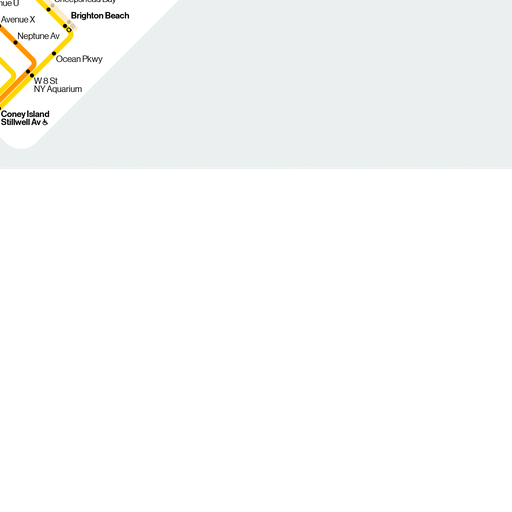 Avenue X
Brighton Beach
Neptune Av
Ocean Pkwy
W 8 St
NY Aquarium
Coney Island
Stillwell Av